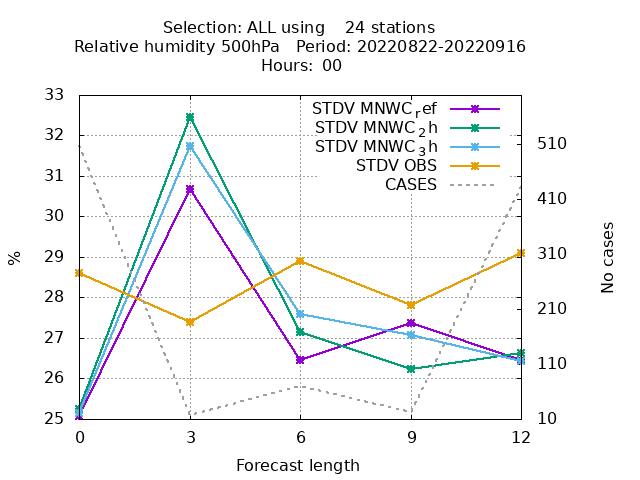 Selection: ALL using    24 stations
Relative humidity 500hPa   Period: 20220822-20220916
Hours: 00
STDV MNWC_ref
STDV MNWC_2h
STDV MNWC_3h
STDV OBS
CASES
33
32
31
30
29
28
27
26
25
%
510
410
310
210
110
10
No cases
0 3 6 9 12
Forecast length